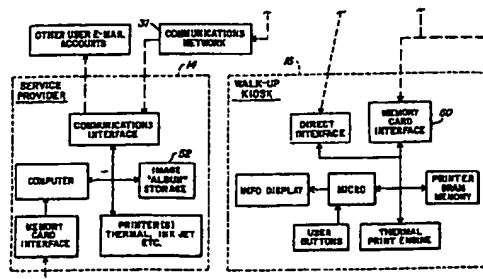 OTHER USER E-MAIL
ACCOUNTS
31
COMMUNICATIONS
NETWORK
14
SERVICE
PROVIDER
COMMUNICATIONS
INTERFACE
52
COMPUTER
IMAGE
"ALBUM"
STORAGE
MEMORY
CARD
INTERFACE
PRINTER(S)
THERMAL, INK JET
ETC.
WALK-UP
KIOSK
DIRECT
INTERFACE
MEMORY
CARD
INTERFACE
60
INFO DISPLAY
MICRO
PRINTER
DRAM
MEMORY
USER
BUTTONS
THERMAL
PRINT ENGINE